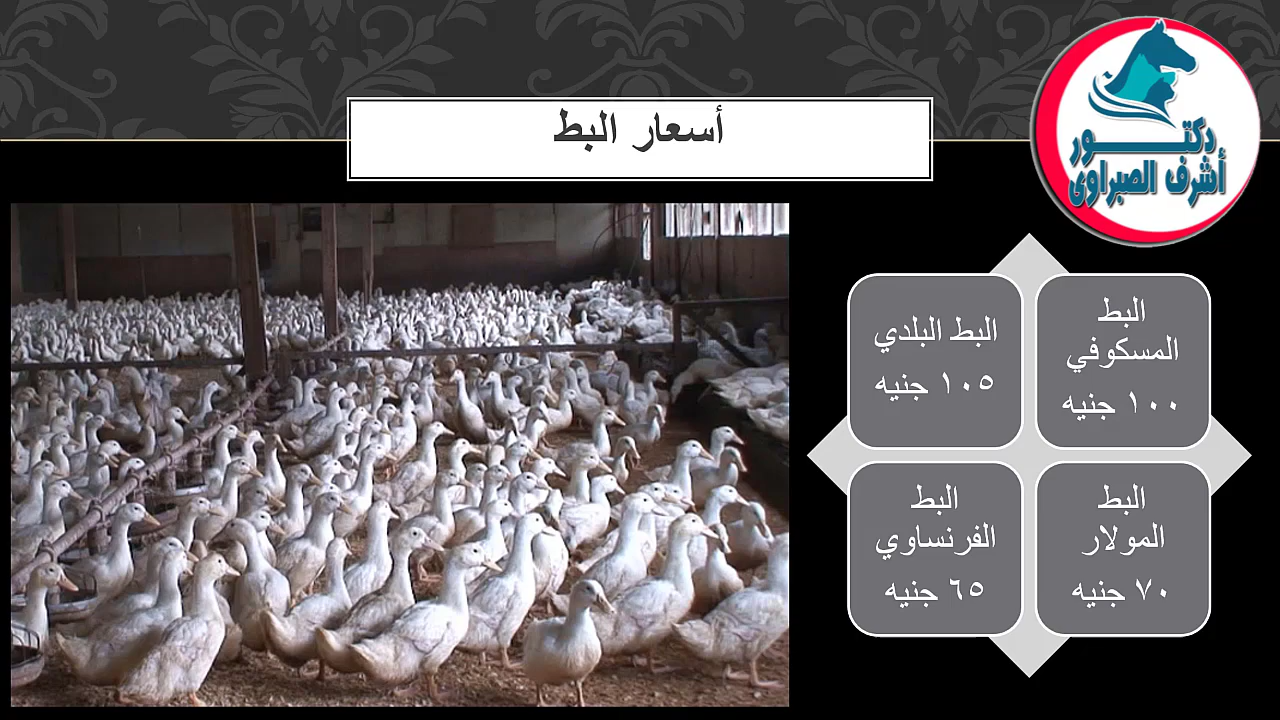 أسعار البط
دكتور
أشرف الصبراوى
البط
المسكوفي
١٠٠ جنيه
البط البلدي
١٠٥ جنيه
البط
المولار
٧٠ جنيه
البط
الفرنساوي
٦٥ جنيه